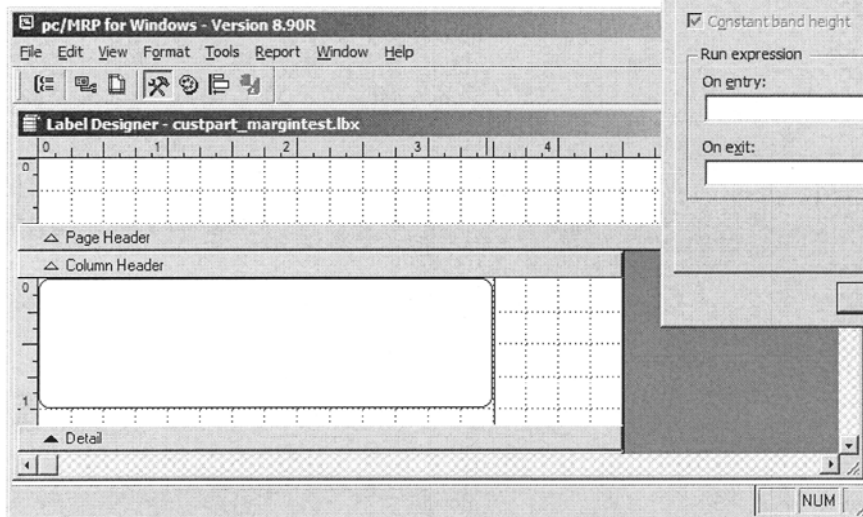 pc/MRP for Windows - Version 8.90R
File Edit View Format Tools Report Window Help
Label Designer - custpart_margintest.lbx
0 1 2 3 4
0
Page Header
Column Header
0
1
Detail
NUM
Constant band height
Run expression
On entry:
On exit: